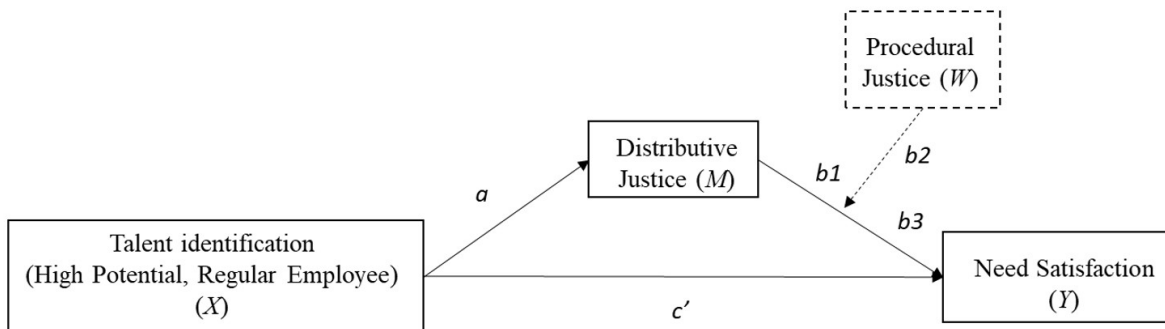 Procedural
Justice (W)
Distributive
Justice (M)
b1
b2
a
b3
Talent identification
(High Potential, Regular Employee)
(X)
Need Satisfaction
(Y)
c'